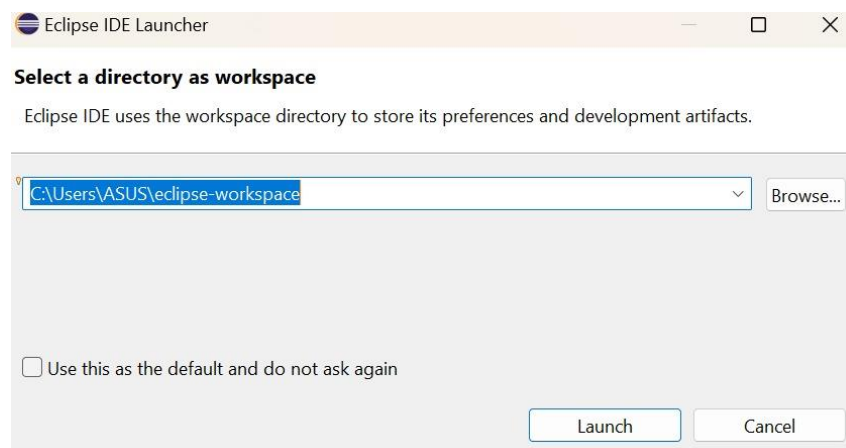 Eclipse IDE Launcher
Select a directory as workspace
Eclipse IDE uses the workspace directory to store its preferences and development artifacts.
C:\Users\ASUS\eclipse-workspace
Browse...
Use this as the default and do not ask again
Launch
Cancel